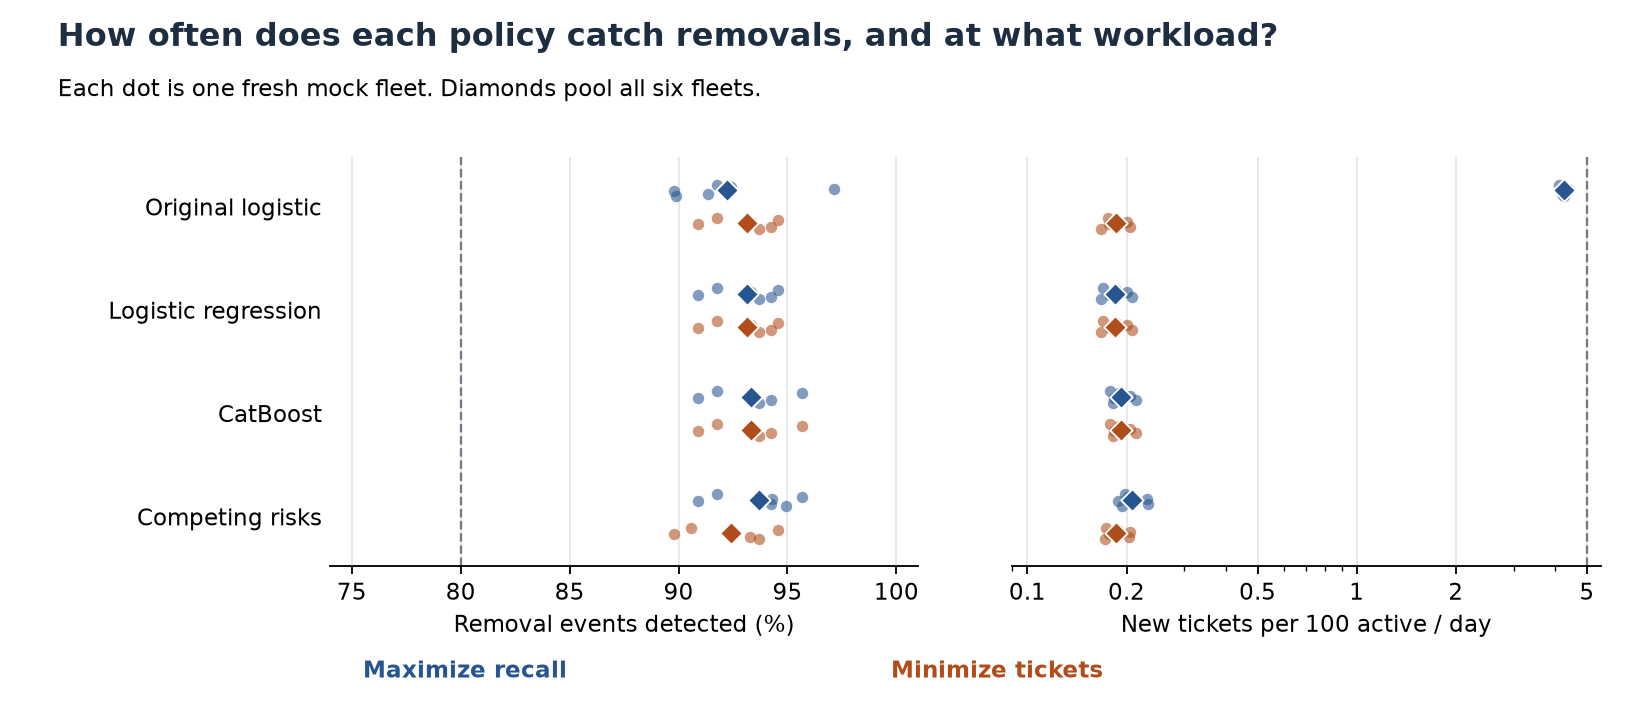 How often does each policy catch removals, and at what workload?
Each dot is one fresh mock fleet. Diamonds pool all six fleets.
Original logistic
Logistic regression
CatBoost
Competing risks
75 80 85 90 95 100
Removal events detected (%)
0.1 0.2 0.5 1 2 5
New tickets per 100 active / day
Maximize recall
Minimize tickets